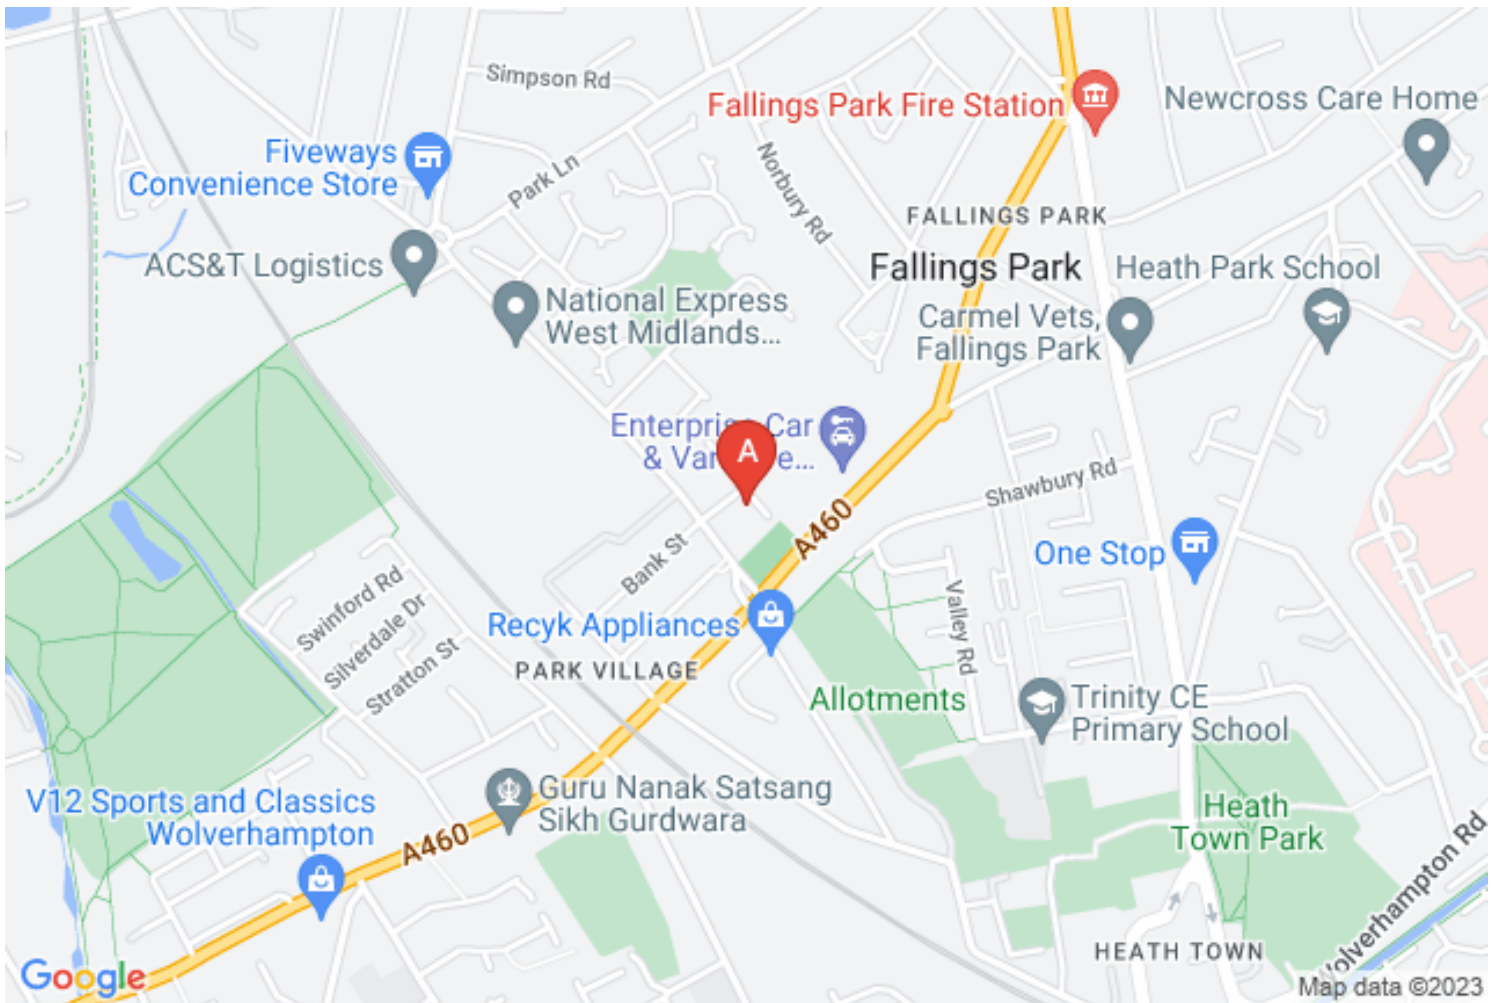 Simpson Rd
Fallings Park Fire Station
Newcross Care Home
Fiveways
Convenience Store
Park Ln
Norbury Rd
FALLINGS PARK
Fallings Park
ACS&T Logistics
Heath Park School
National Express
West Midlands...
Carmel Vets,
Fallings Park
Enterprise Car
& Van
e...
A
Shawbury Rd
A460
Bank St
One Stop
Swinford Rd
Silverdale Dr
Stratton St
Valley Rd
Recyk Appliances
PARK VILLAGE
Allotments
Trinity CE
Primary School
Guru Nanak Satsang
Sikh Gurdwara
V12 Sports and Classics
Wolverhampton
A460
Heath
Town Park
Wolverhampton Rd
HEATH TOWN
Google
Map data ©2023